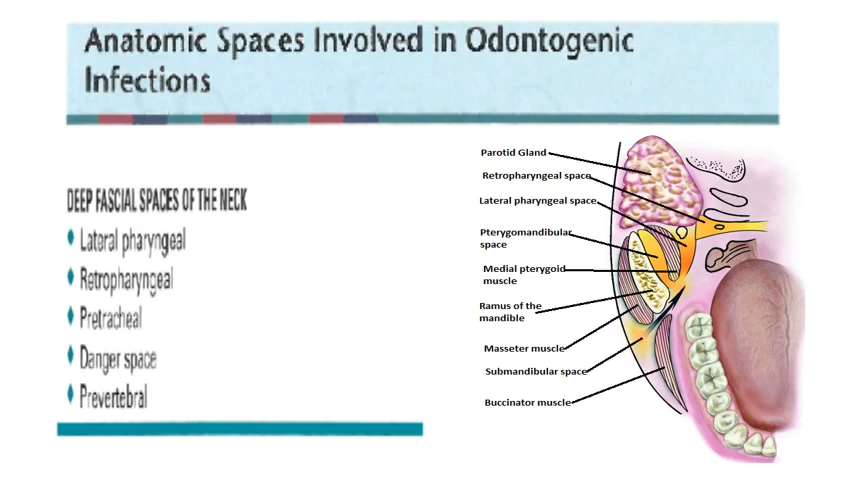 Anatomic Spaces Involved in Odontogenic
Infections
DEEP FASCIAL SPACES OF THE NECK
Lateral pharyngeal
Retropharyngeal
Pretracheal
Danger space
Prevertebral
Parotid Gland
Retropharyngeal space
Lateral pharyngeal space
Pterygomandibular
space
Medial pterygoid
muscle
Ramus of the
mandible
Masseter muscle
Submandibular space
Buccinator muscle